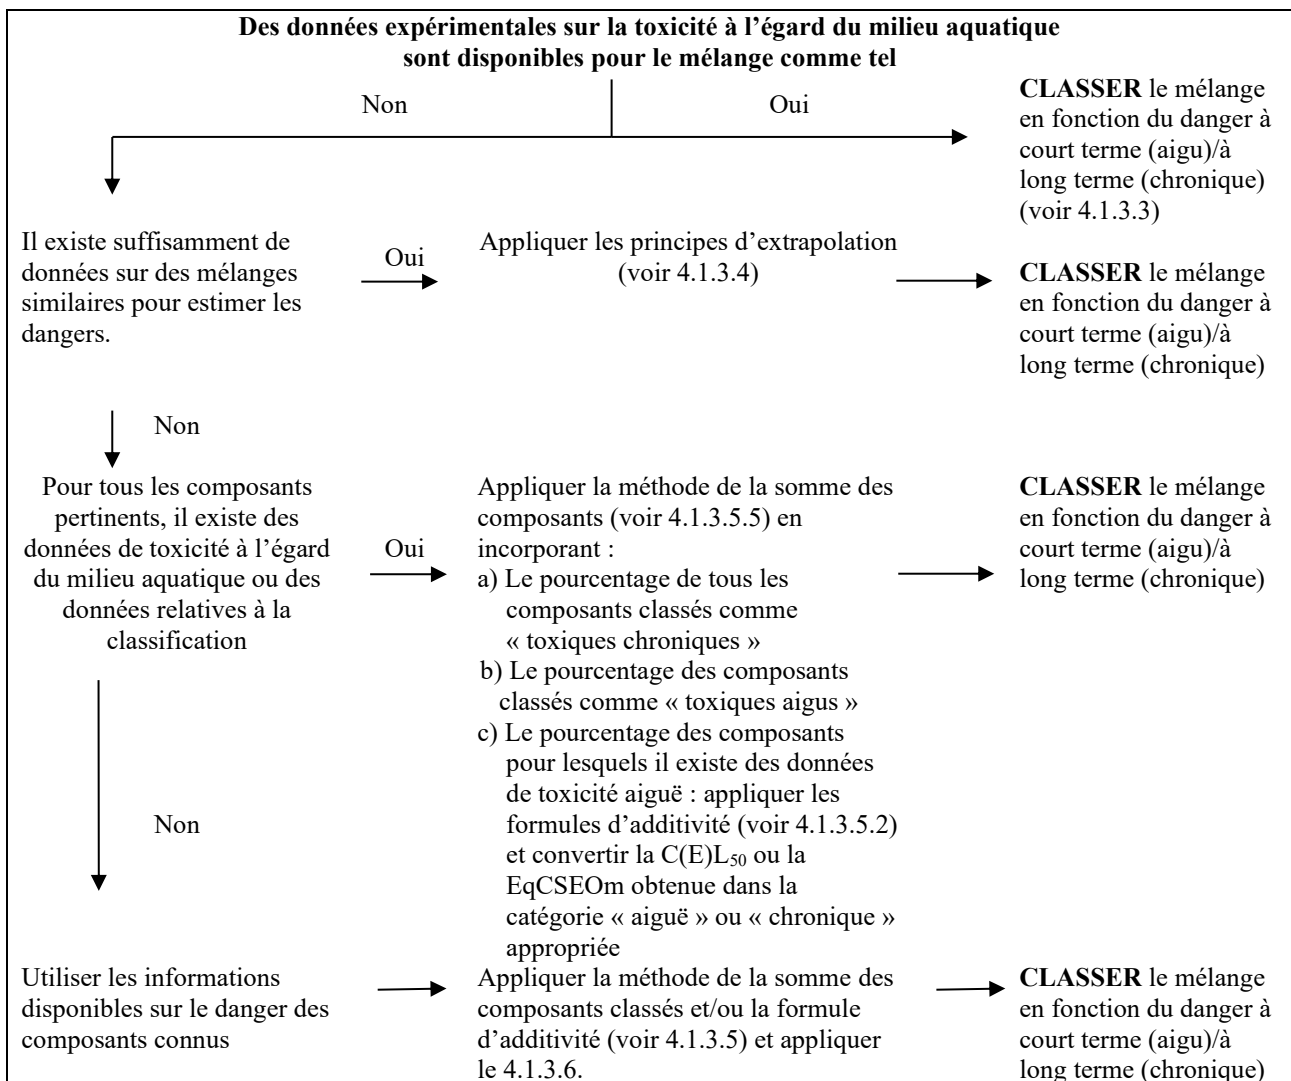 Des données expérimentales sur la toxicité à l’égard du milieu aquatique
sont disponibles pour le mélange comme tel
Non
Oui
CLASSER le mélange
en fonction du danger à
court terme (aigu)/à
long terme (chronique)
(voir 4.1.3.3)
Il existe suffisamment de
données sur des mélanges
similaires pour estimer les
dangers.
Oui
Appliquer les principes d’extrapolation
(voir 4.1.3.4)
CLASSER le mélange
en fonction du danger à
court terme (aigu)/à
long terme (chronique)
Non
Pour tous les composants
pertinents, il existe des
données de toxicité à l’égard
du milieu aquatique ou des
données relatives à la
classification
Oui
Appliquer la méthode de la somme des
composants (voir 4.1.3.5.5) en
incorporant :
a) Le pourcentage de tous les
composants classés comme
« toxiques chroniques »
b) Le pourcentage des composants
classés comme « toxiques aigus »
c) Le pourcentage des composants
pour lesquels il existe des données
de toxicité aiguë : appliquer les
formules d’additivité (voir 4.1.3.5.2)
et convertir la C(E)L50 ou la
EqCSEOm obtenue dans la
catégorie « aiguë » ou « chronique »
appropriée
CLASSER le mélange
en fonction du danger à
court terme (aigu)/à
long terme (chronique)
Non
Utiliser les informations
disponibles sur le danger des
composants connus
Appliquer la méthode de la somme des
composants classés et/ou la formule
d’additivité (voir 4.1.3.5) et appliquer
le 4.1.3.6.
CLASSER le mélange
en fonction du danger à
court terme (aigu)/à
long terme (chronique)